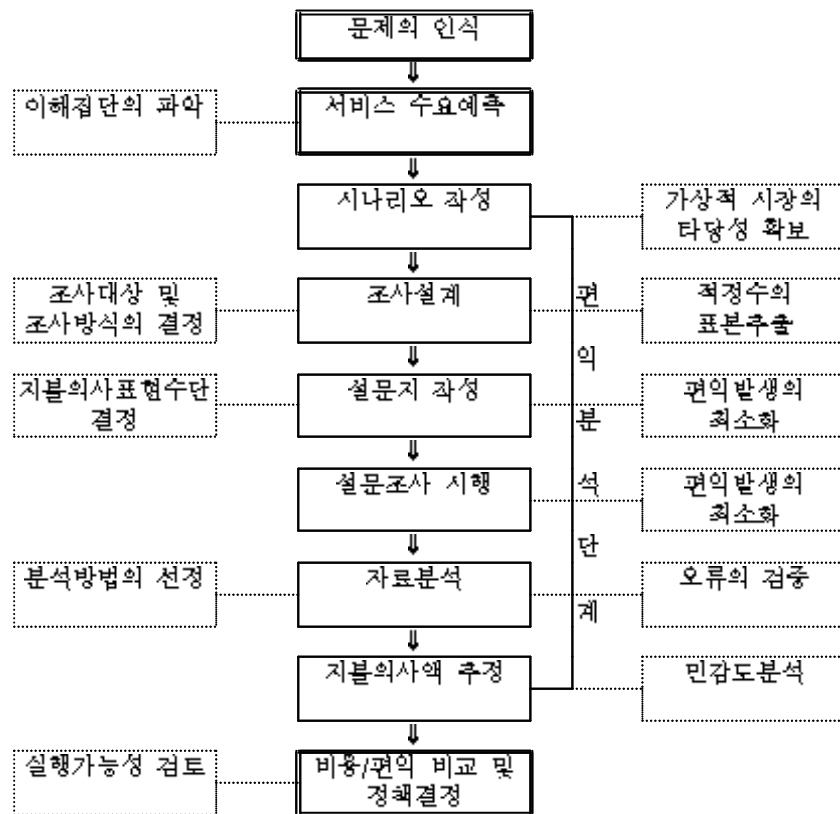 문제의 인식
이해집단의 파악
서비스 수요예측
시나리오 작성
가상적 시장의
타당성 확보
조사대상 및
조사방식의 결정
조사설계
적정수의
표본추출
지불의사표현수단
결정
설문지 작성
편익발생의
최소화
설문조사 시행
편익발생의
최소화
분석방법의 선정
자료분석
오류의 검증
지불의사액 추정
민감도분석
실행가능성 검토
비용/편익 비교 및
정책결정
편
익
분
석
단
계